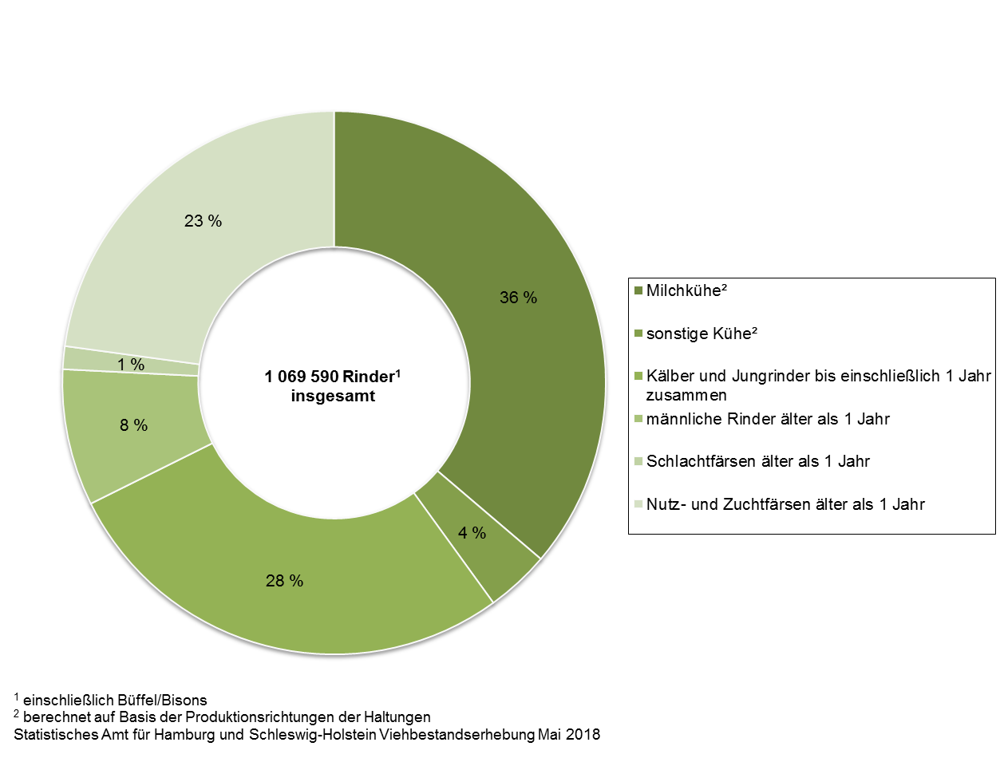 23 %
36 %
1 %
1 069 590 Rinder¹
insgesamt
8 %
4 %
28 %
Milchkühe²
sonstige Kühe²
Kälber und Jungrinder bis einschließlich 1 Jahr
zusammen
männliche Rinder älter als 1 Jahr
Schlachtfärsen älter als 1 Jahr
Nutz- und Zuchtfärsen älter als 1 Jahr
¹ einschließlich Büffel/Bisons
² berechnet auf Basis der Produktionsrichtungen der Haltungen
Statistisches Amt für Hamburg und Schleswig-Holstein Viehbestandserhebung Mai 2018